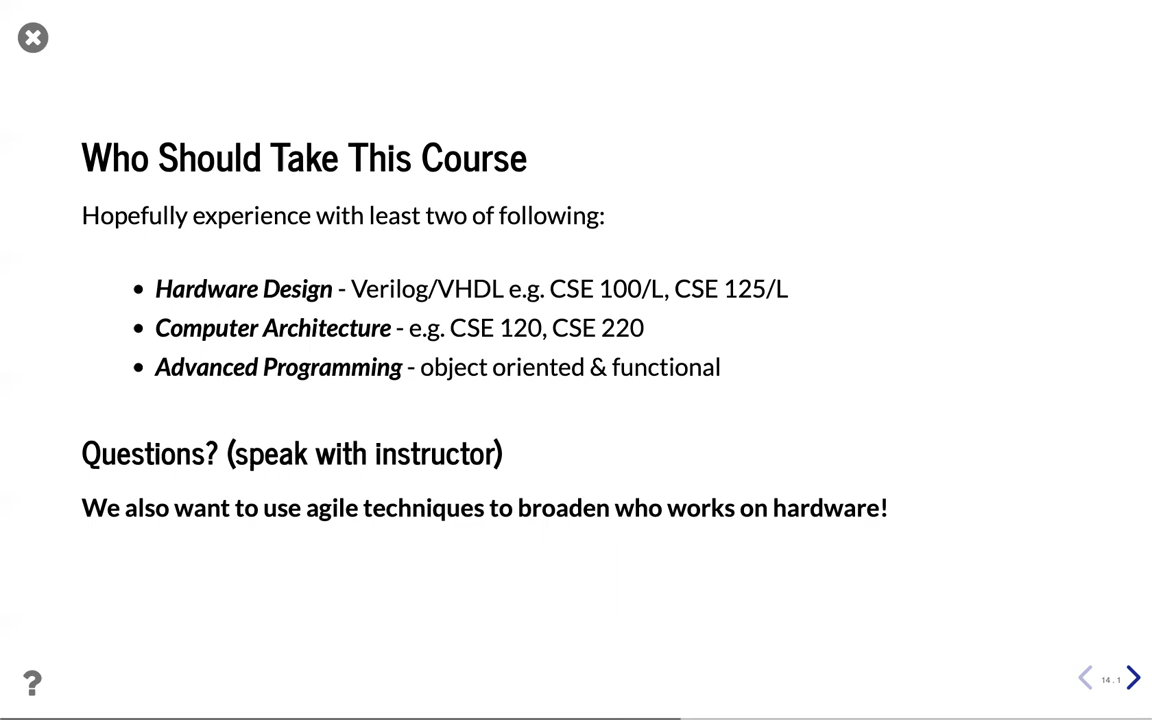 Who Should Take This Course
Hopefully experience with least two of following:
• Hardware Design - Verilog/VHDL e.g. CSE 100/L, CSE 125/L
• Computer Architecture - e.g. CSE 120, CSE 220
• Advanced Programming - object oriented & functional
Questions? (speak with instructor)
We also want to use agile techniques to broaden who works on hardware!
?
14 . 1